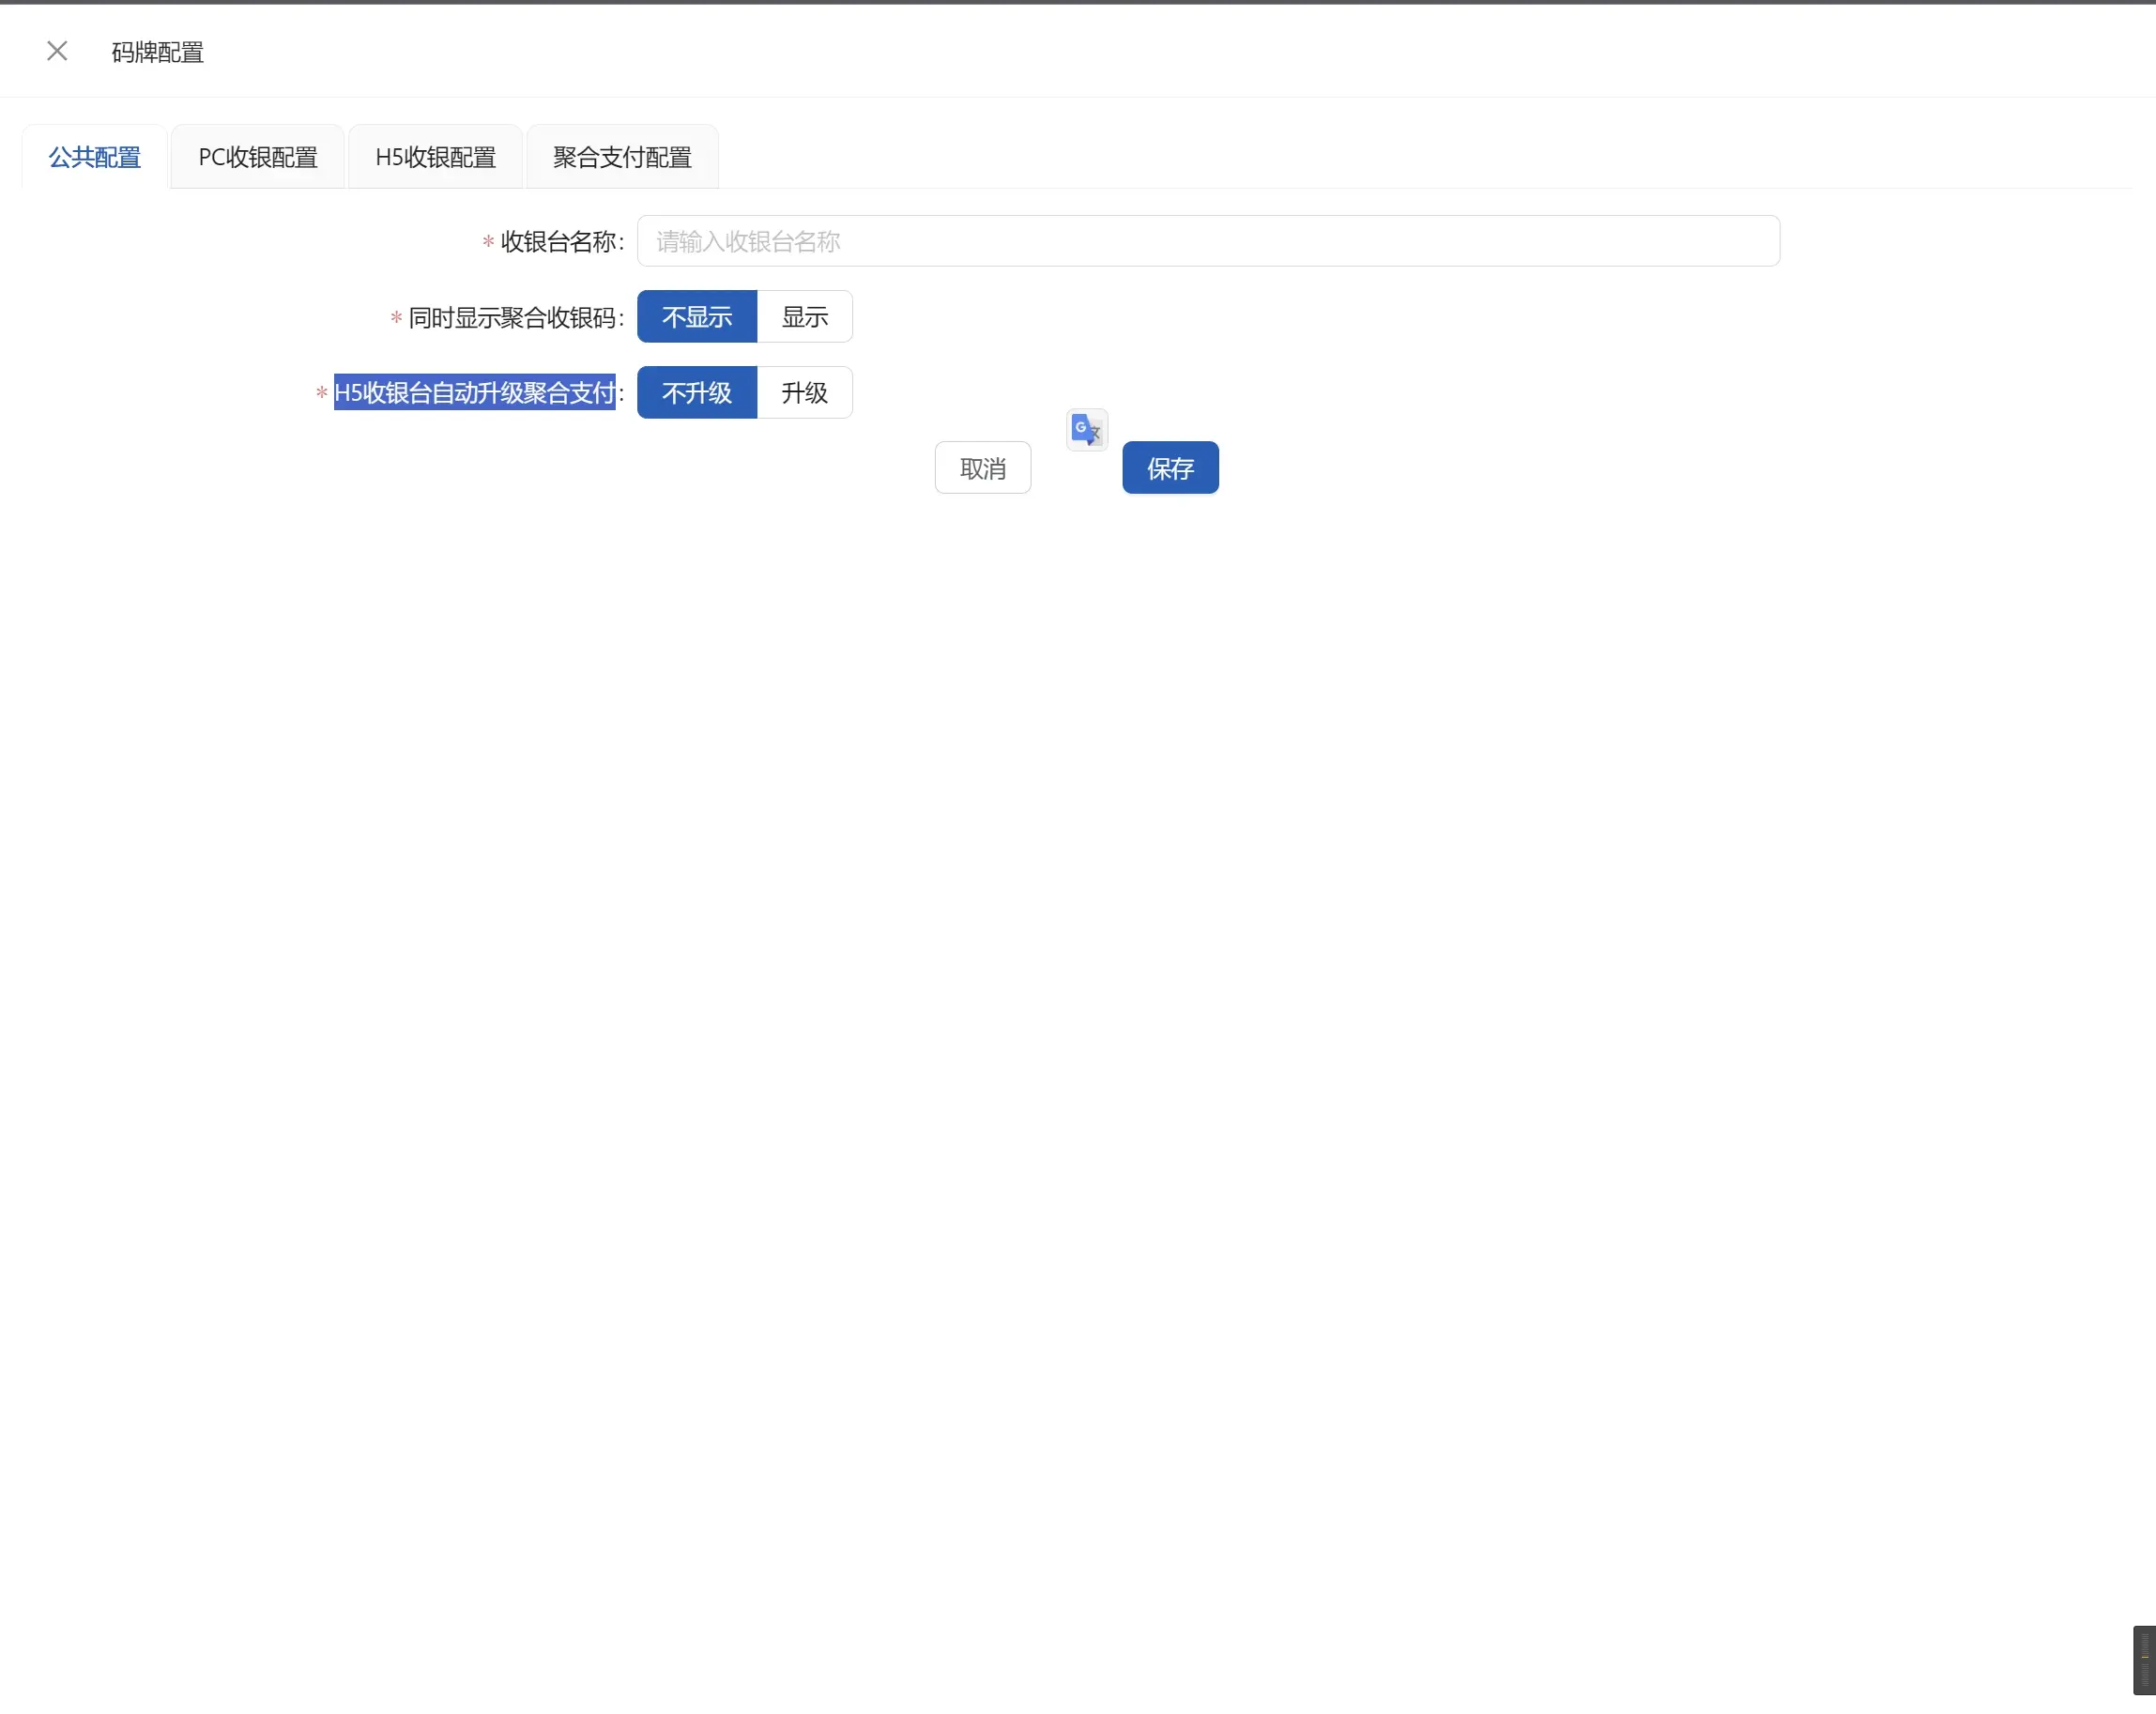 码牌配置
公共配置 PC收银配置 H5收银配置 聚合支付配置
* 收银台名称: 请输入收银台名称
* 同时显示聚合收银码: 不显示 显示
* H5收银台自动升级聚合支付: 不升级 升级
取消 保存